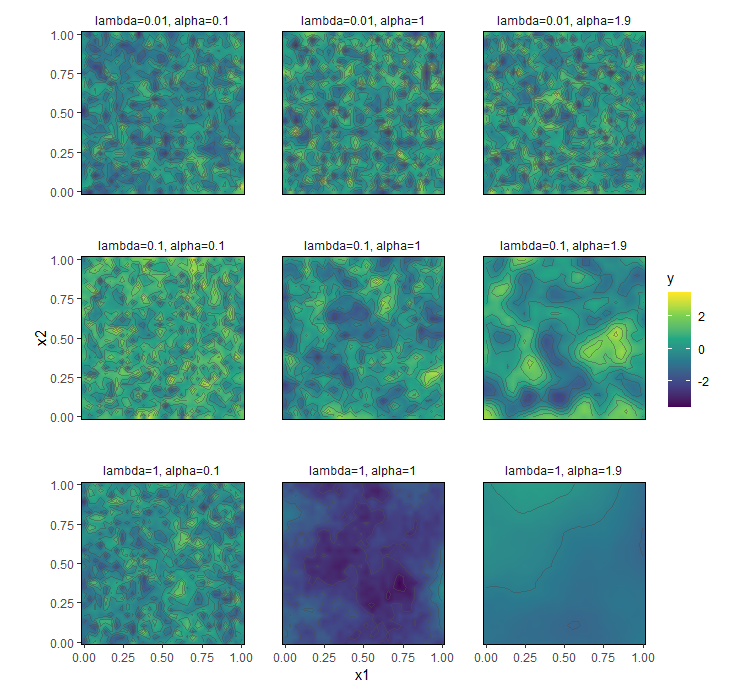 lambda=0.01, alpha=0.1
lambda=0.01, alpha=1
lambda=0.01, alpha=1.9
1.00
0.75
0.50
0.25
0.00
lambda=0.1, alpha=0.1
lambda=0.1, alpha=1
lambda=0.1, alpha=1.9
1.00
0.75
0.50
0.25
0.00
x2
y
2
0
-2
lambda=1, alpha=0.1
lambda=1, alpha=1
lambda=1, alpha=1.9
1.00
0.75
0.50
0.25
0.00
0.00 0.25 0.50 0.75 1.00
0.00 0.25 0.50 0.75 1.00
0.00 0.25 0.50 0.75 1.00
x1